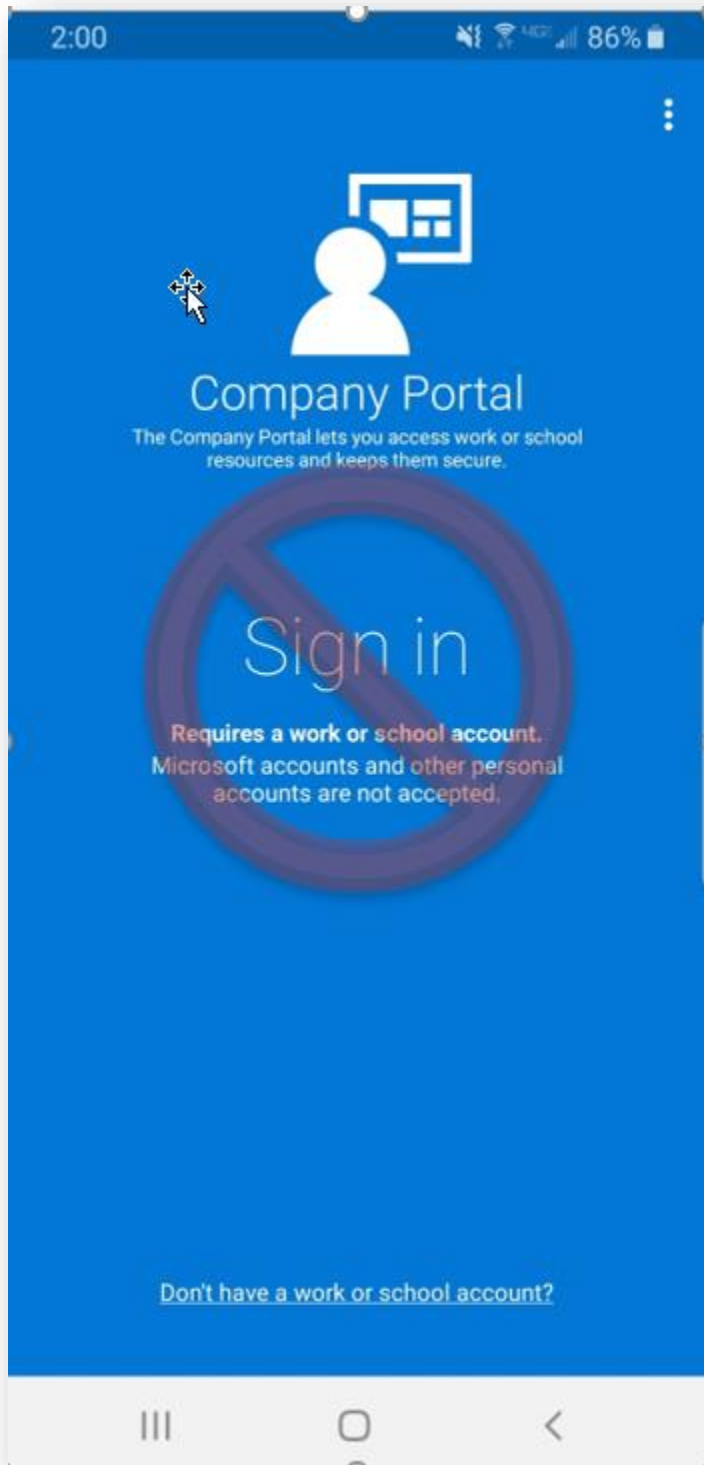 2:00
86%
Company Portal
The Company Portal lets you access work or school
resources and keeps them secure.
Sign in
Requires a work or school account.
Microsoft accounts and other personal
accounts are not accepted.
Don't have a work or school account?